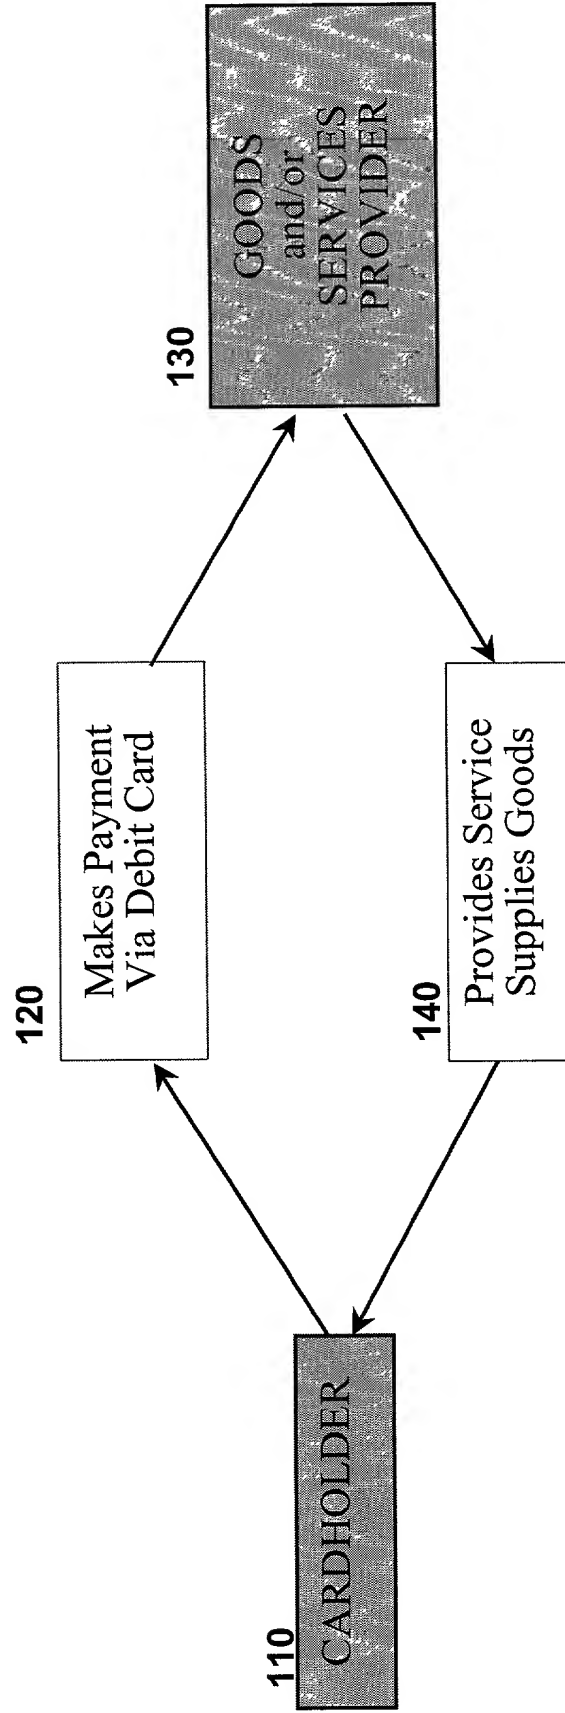 110
CARDHOLDER
120
Makes Payment
Via Debit Card
130
GOODS
and/or
SERVICES
PROVIDER
140
Provides Service
Supplies Goods